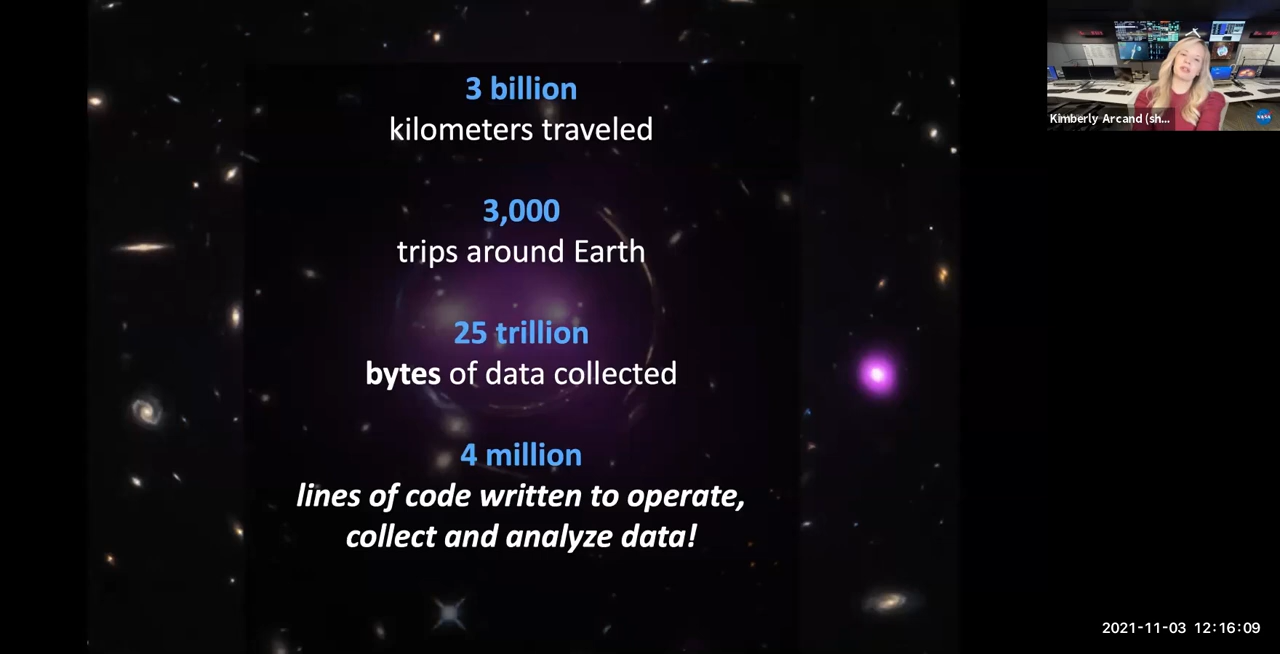 3 billion
kilometers traveled
3,000
trips around Earth
25 trillion
bytes of data collected
4 million
lines of code written to operate,
collect and analyze data!
Kimberly Arcand (sh...
NASA
2021-11-03 12:16:09